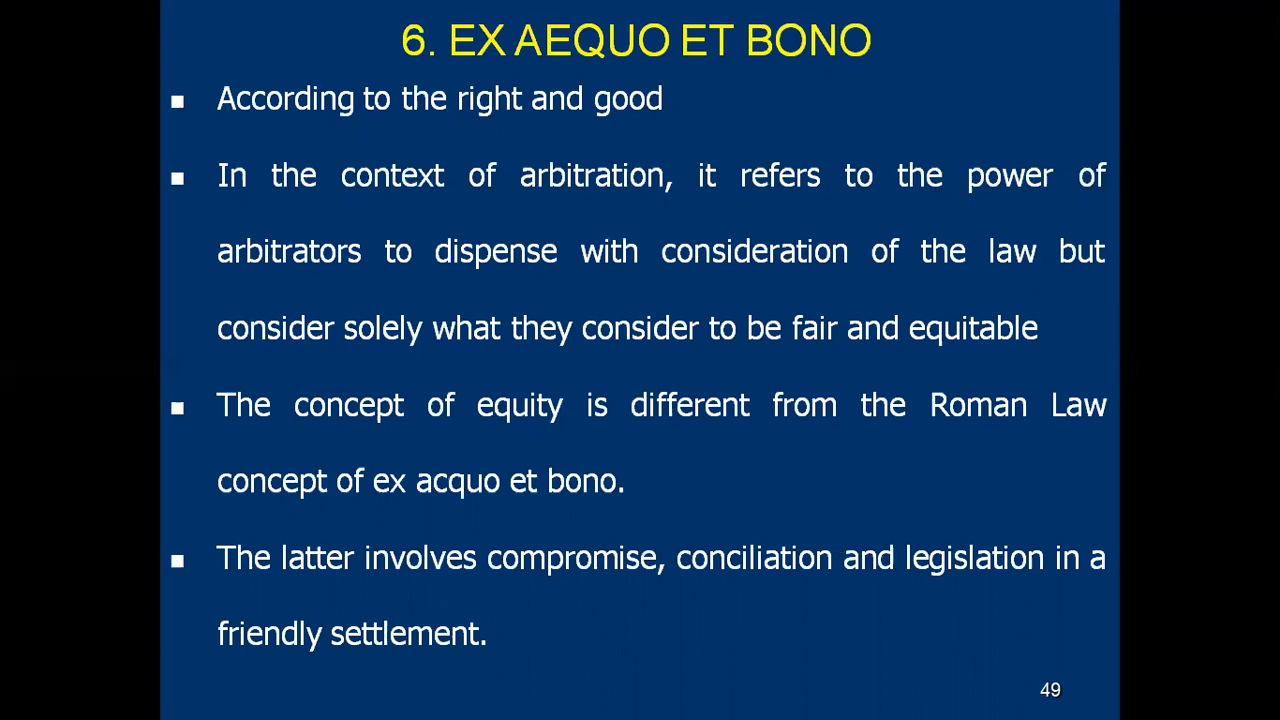 6. EX AEQUO ET BONO
▪ According to the right and good
▪ In the context of arbitration, it refers to the power of
arbitrators to dispense with consideration of the law but
consider solely what they consider to be fair and equitable
▪ The concept of equity is different from the Roman Law
concept of ex acquo et bono.
▪ The latter involves compromise, conciliation and legislation in a
friendly settlement.
49